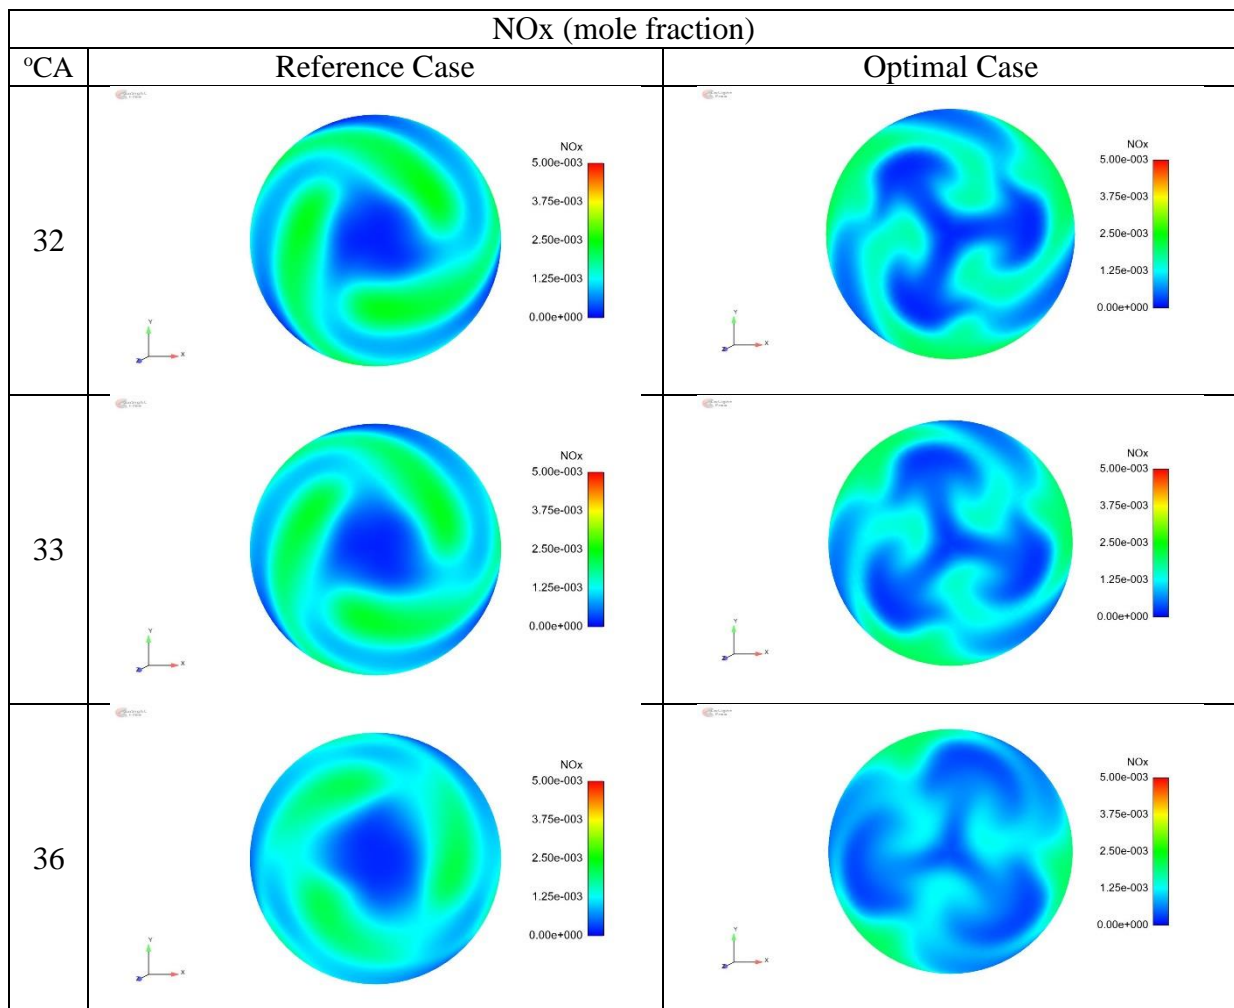 NOx (mole fraction)
ºCA Reference Case Optimal Case
32
NOx
5.00e-003
3.75e-003
2.50e-003
1.25e-003
0.00e+000
Y
Z X
NOx
5.00e-003
3.75e-003
2.50e-003
1.25e-003
0.00e+000
Y
Z X
33
NOx
5.00e-003
3.75e-003
2.50e-003
1.25e-003
0.00e+000
Y
Z X
NOx
5.00e-003
3.75e-003
2.50e-003
1.25e-003
0.00e+000
Y
Z X
36
NOx
5.00e-003
3.75e-003
2.50e-003
1.25e-003
0.00e+000
Y
Z X
NOx
5.00e-003
3.75e-003
2.50e-003
1.25e-003
0.00e+000
Y
Z X